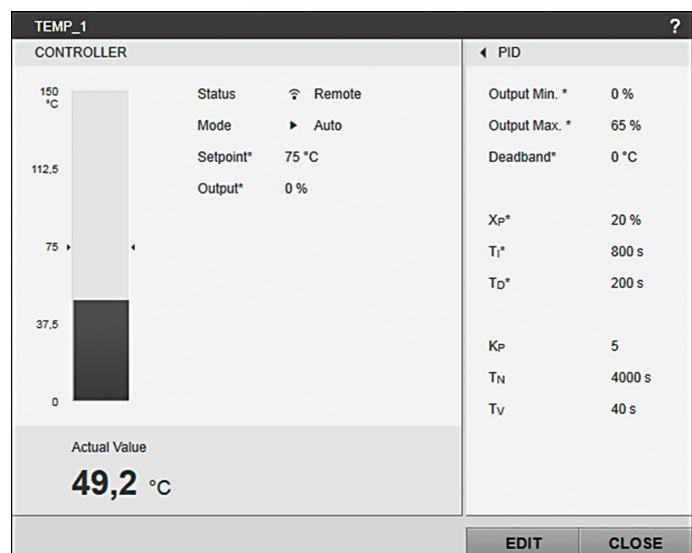 TEMP_1 ?
CONTROLLER
150
°C
112,5
75
37,5
0
Status Remote
Mode Auto
Setpoint* 75 °C
Output* 0 %
Actual Value
49,2 °C
PID
Output Min. * 0 %
Output Max. * 65 %
Deadband* 0 °C
XP* 20 %
TI* 800 s
TD* 200 s
KP 5
TN 4000 s
TV 40 s
EDIT CLOSE